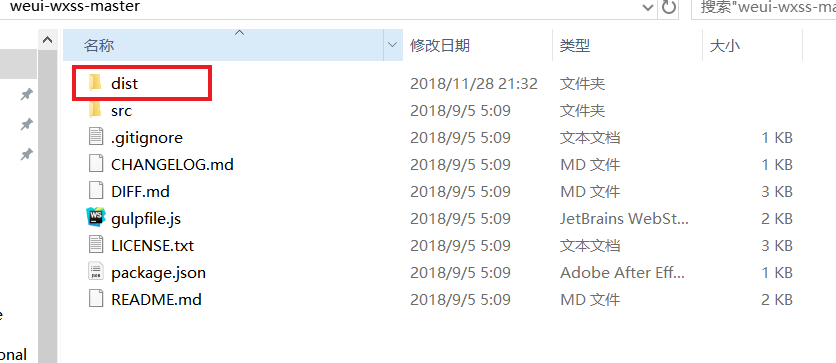 weui-wxss-master
搜索"weui-wxss-master
名称 修改日期 类型 大小
dist 2018/11/28 21:32 文件夹
src 2018/9/5 5:09 文件夹
.gitignore 2018/9/5 5:09 文本文档 1 KB
CHANGELOG.md 2018/9/5 5:09 MD 文件 1 KB
DIFF.md 2018/9/5 5:09 MD 文件 3 KB
WS gulpfile.js 2018/9/5 5:09 JetBrains WebSt... 2 KB
LICENSE.txt 2018/9/5 5:09 文本文档 3 KB
package.json 2018/9/5 5:09 Adobe After Eff... 1 KB
README.md 2018/9/5 5:09 MD 文件 2 KB
e
onal